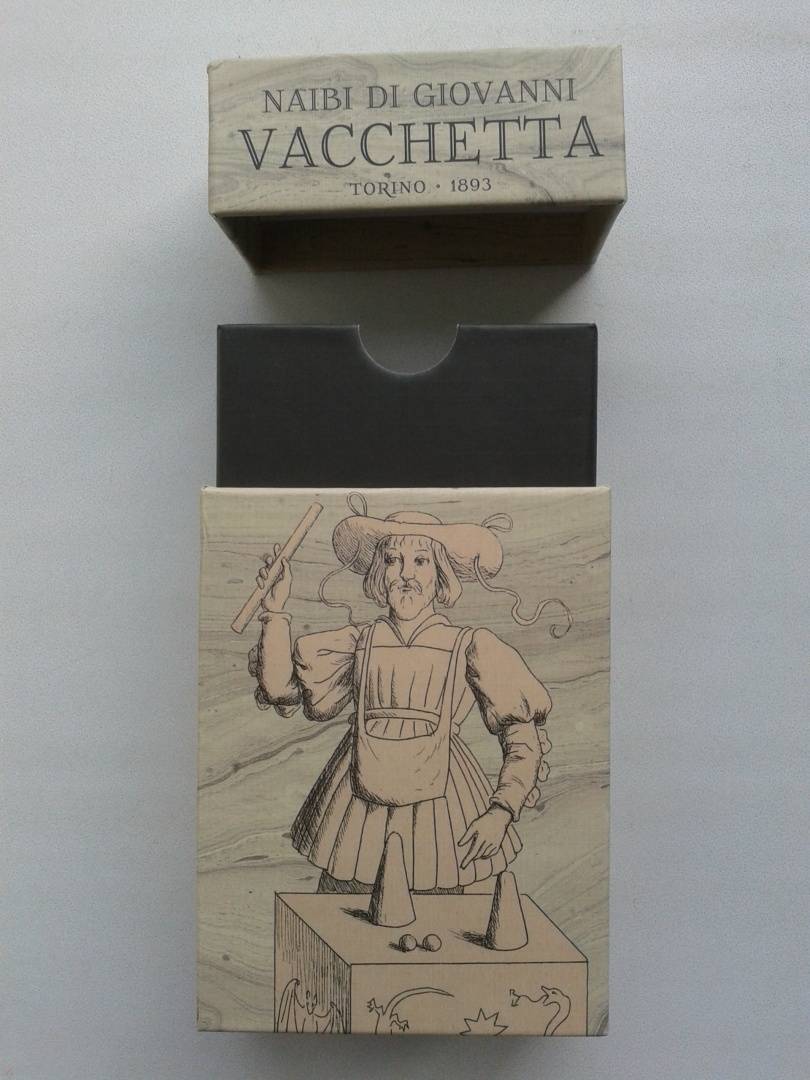 NAIBI DI GIOVANNI
VACCHETTA
TORINO • 1893